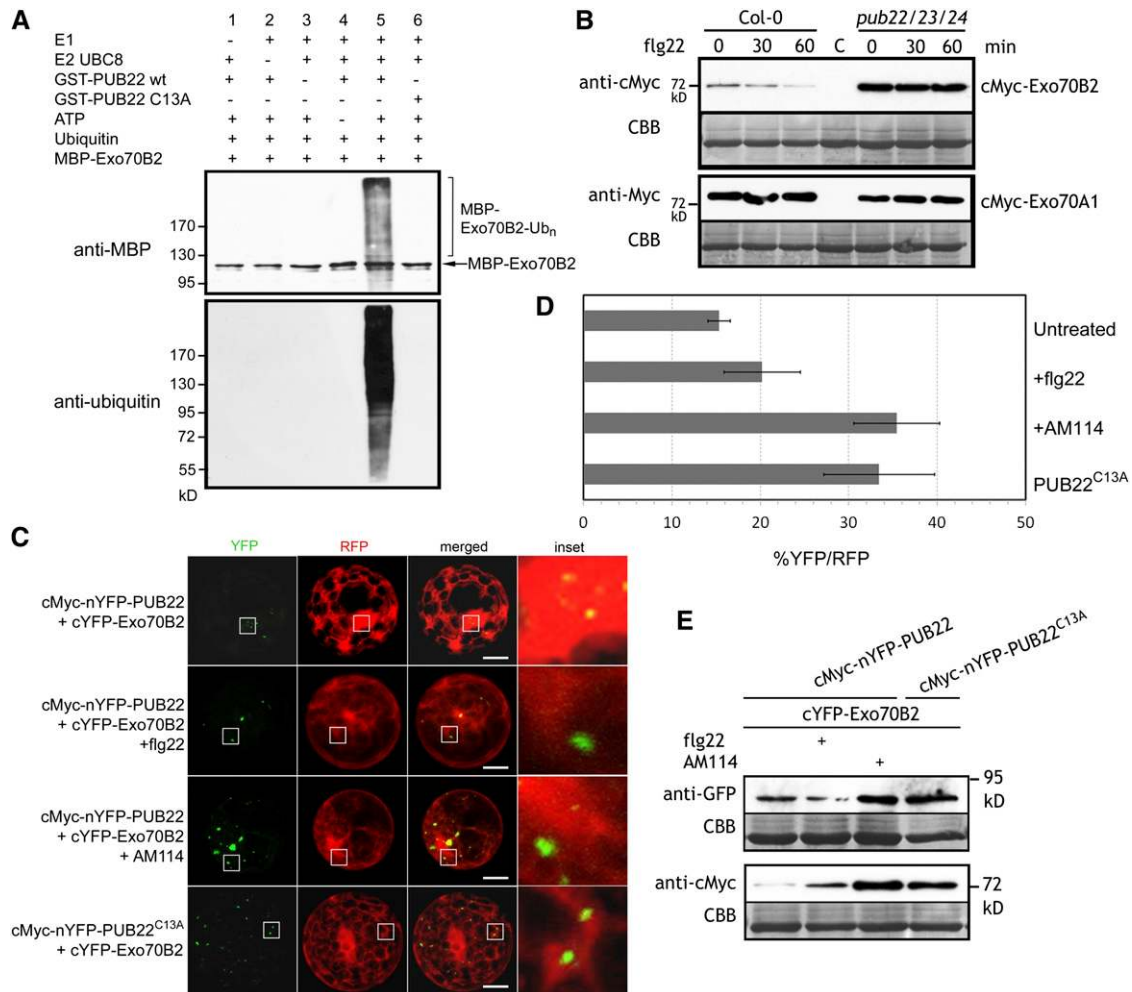 A
1 2 3 4 5 6
E1 - + + + + +
E2 UBC8 + - + + + +
GST-PUB22 wt + + - + + -
GST-PUB22 C13A - - - - - +
ATP + + + - + +
Ubiquitin + + + + + +
MBP-Exo70B2 + + + + + +
anti-MBP
170
130
95
MBP-
Exo70B2-Ubn
MBP-Exo70B2
anti-ubiquitin
170
130
95
72
55
kD
B
Col-0 pub22/23/24
flg22 0 30 60 C 0 30 60 min
anti-cMyc 72 kD cMyc-Exo70B2
CBB
anti-Myc 72 kD cMyc-Exo70A1
CBB
D
Untreated
+flg22
+AM114
PUB22C13A
0 10 20 30 40 50
%YFP/RFP
C
YFP RFP merged inset
cMyc-nYFP-PUB22
+ cYFP-Exo70B2
cMyc-nYFP-PUB22
+ cYFP-Exo70B2
+flg22
cMyc-nYFP-PUB22
+ cYFP-Exo70B2
+ AM114
cMyc-nYFP-PUB22C13A
+ cYFP-Exo70B2
E
cMyc-nYFP-PUB22
cMyc-nYFP-PUB22C13A
cYFP-Exo70B2
flg22 +
AM114 +
anti-GFP 95 kD
CBB
anti-cMyc 72 kD
CBB